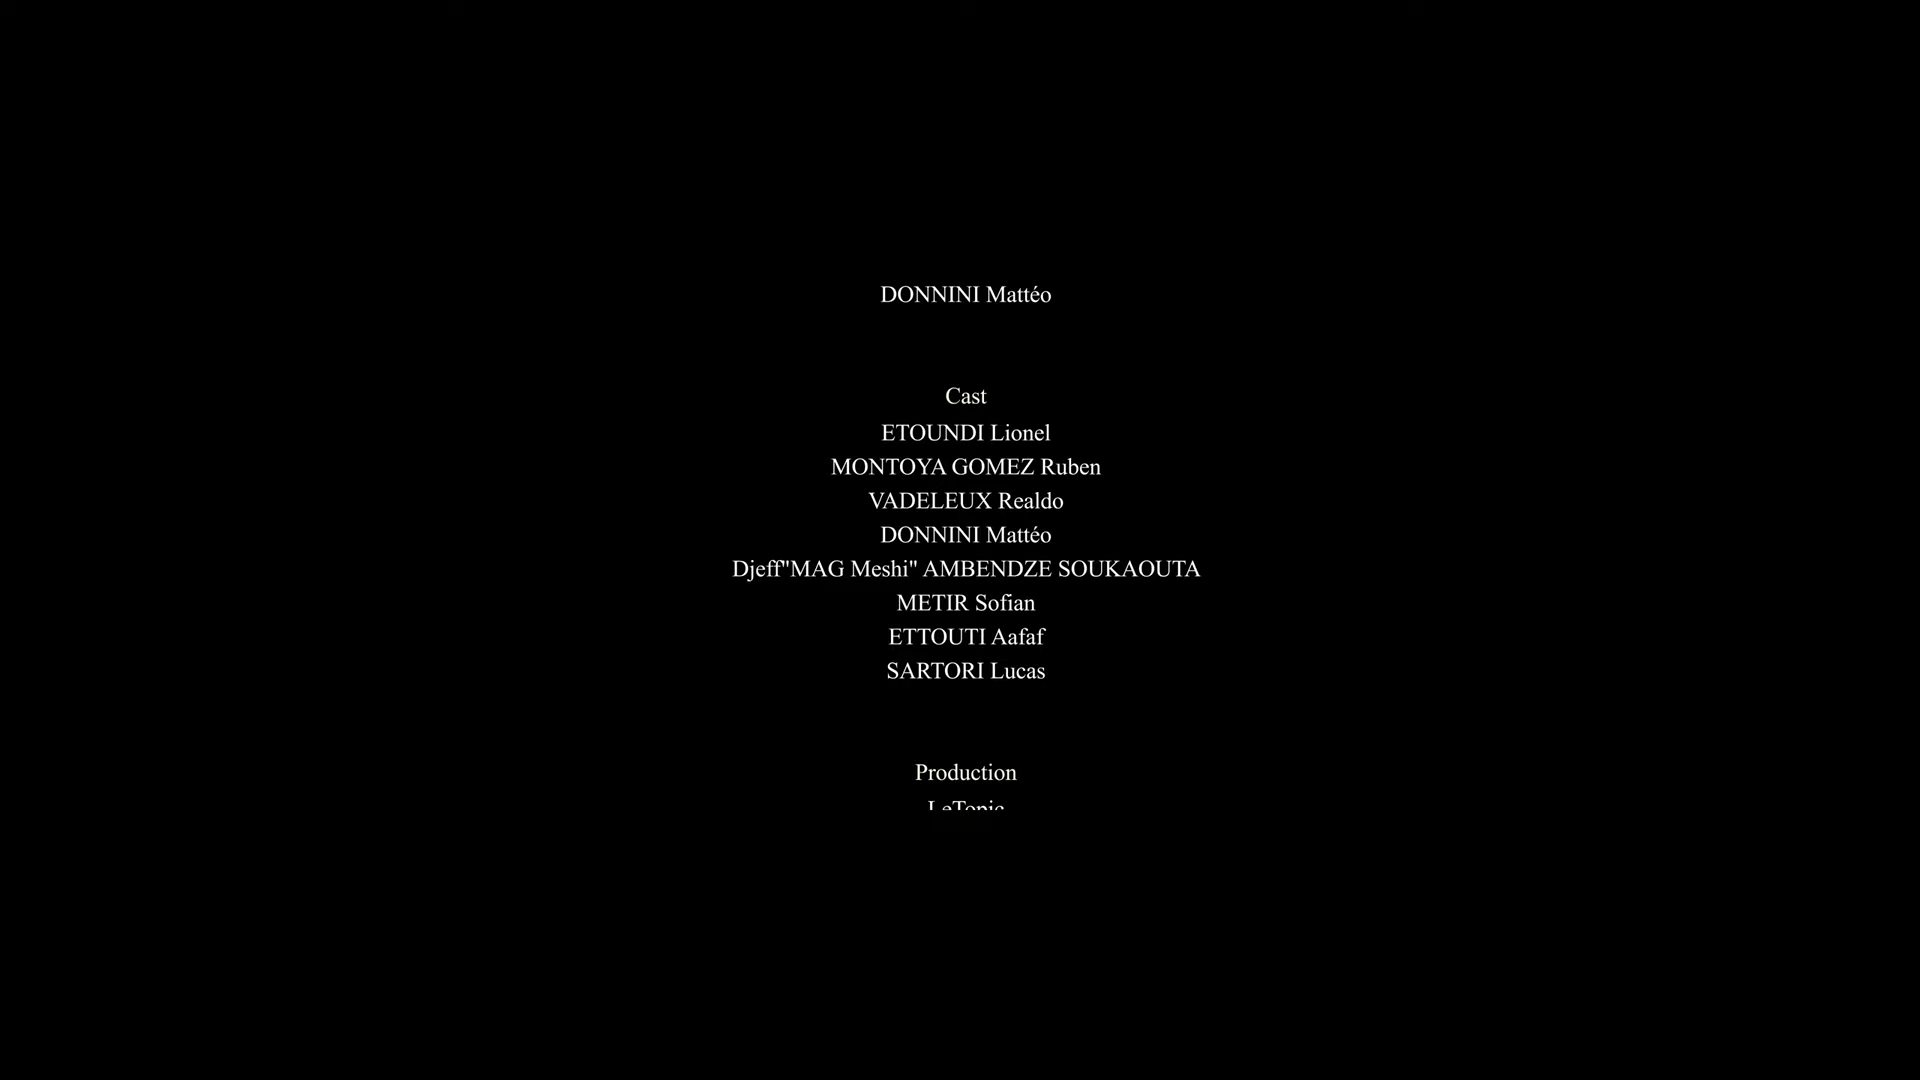 DONNINI Mattéo
Cast
ETOUNDI Lionel
MONTOYA GOMEZ Ruben
VADELEUX Realdo
DONNINI Mattéo
Djeff"MAG Meshi" AMBENDZE SOUKAOUTA
METIR Sofian
ETTOUTI Aafaf
SARTORI Lucas
Production
LeTopic